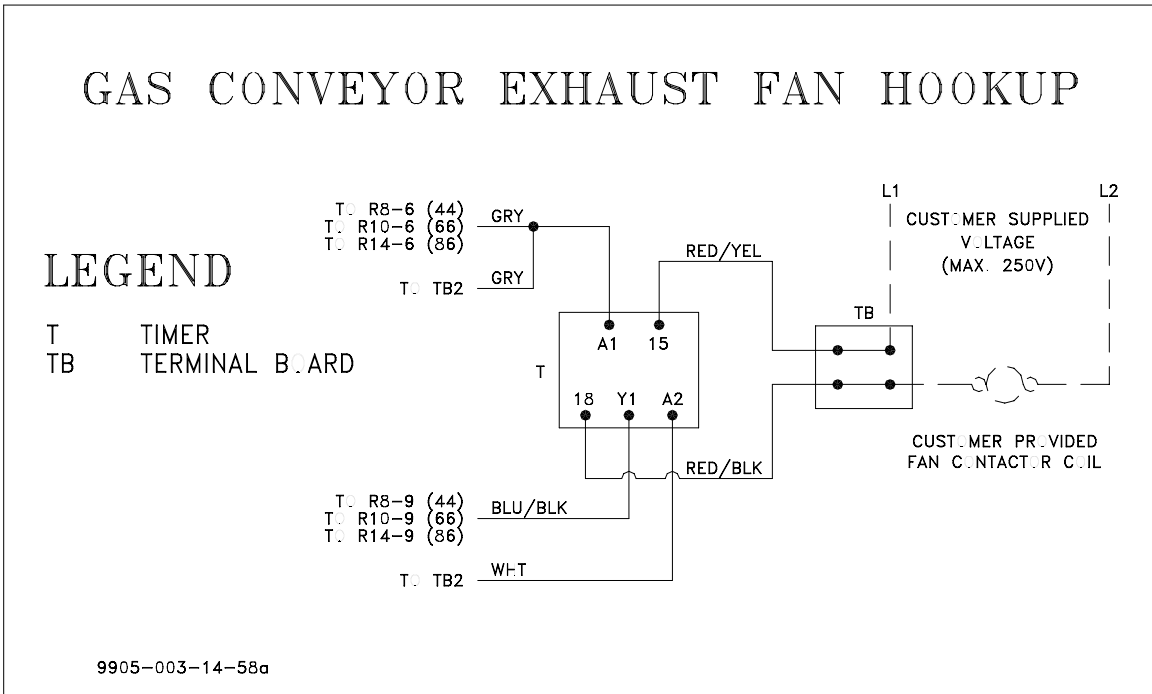 GAS CONVEYOR EXHAUST FAN HOOKUP
L1
L2
CUSTOMER SUPPLIED
VOLTAGE
(MAX. 250V)
TO R8-6 (44)
TO R10-6 (66)
TO R14-6 (86)
GRY
TO TB2
GRY
RED/YEL
LEGEND
T TIMER
TB TERMINAL BOARD
TB
A1 15
T
18 Y1 A2
CUSTOMER PROVIDED
FAN CONTACTOR COIL
RED/BLK
TO R8-9 (44)
TO R10-9 (66)
TO R14-9 (86)
BLU/BLK
TO TB2
WHT
9905-003-14-58a